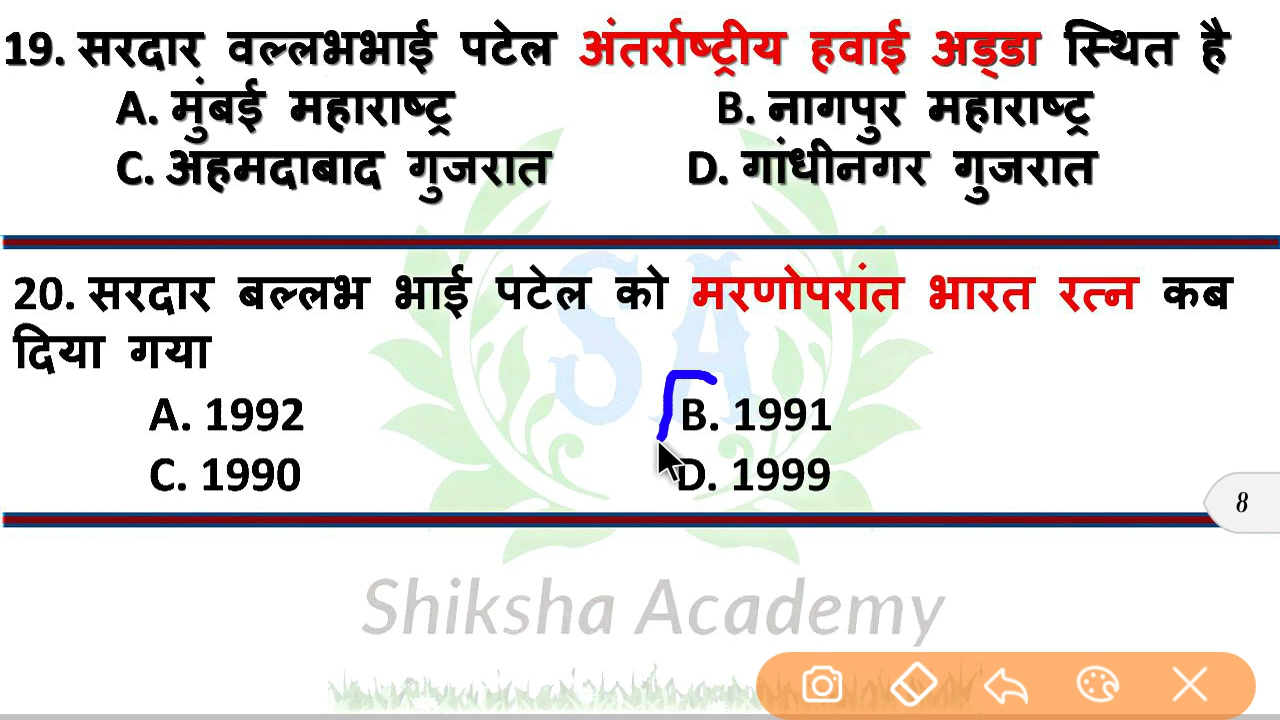 19. सरदार वल्लभभाई पटेल अंतर्राष्ट्रीय हवाई अड्डा स्थित है
A. मुंबई महाराष्ट्र B. नागपुर महाराष्ट्र
C. अहमदाबाद गुजरात D. गांधीनगर गुजरात
20. सरदार बल्लभ भाई पटेल को मरणोपरांत भारत रत्न कब
दिया गया
SA
A. 1992 B. 1991
C. 1990 D. 1999
8
Shiksha Academy